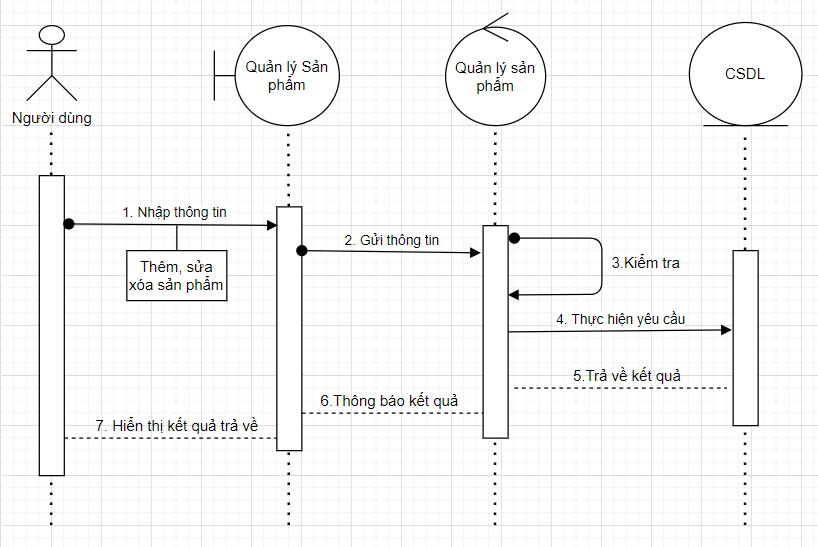 Người dùng
Quản lý Sản
phẩm
Quản lý sản
phẩm
CSDL
1. Nhập thông tin
Thêm, sửa
xóa sản phẩm
2. Gửi thông tin
3.Kiểm tra
4. Thực hiện yêu cầu
5.Trả về kết quả
6.Thông báo kết quả
7. Hiển thị kết quả trả về